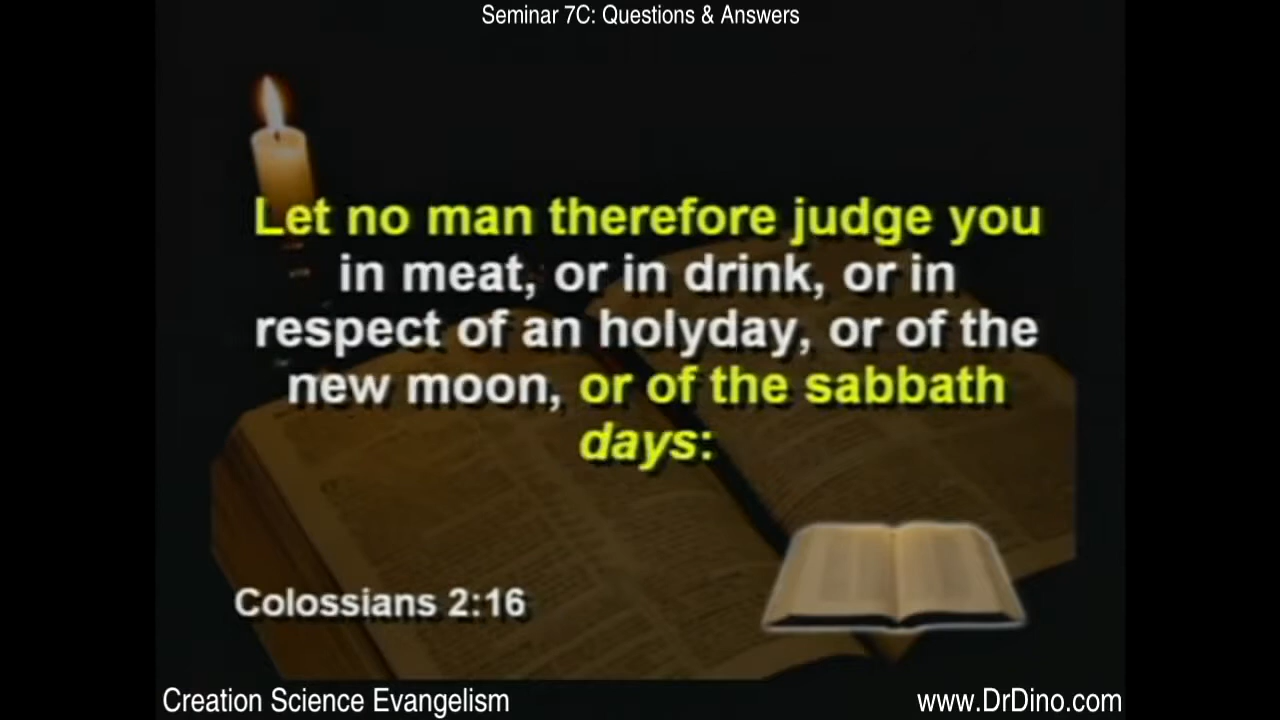 Seminar 7C: Questions & Answers
Let no man therefore judge you
in meat, or in drink, or in
respect of an holyday, or of the
new moon, or of the sabbath
days:
Colossians 2:16
Creation Science Evangelism
www.DrDino.com